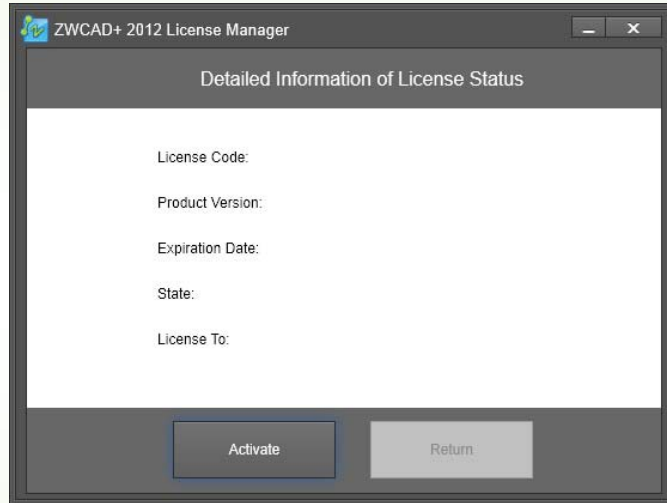 ZWCAD+ 2012 License Manager
Detailed Information of License Status
License Code:
Product Version:
Expiration Date:
State:
License To:
Activate
Return